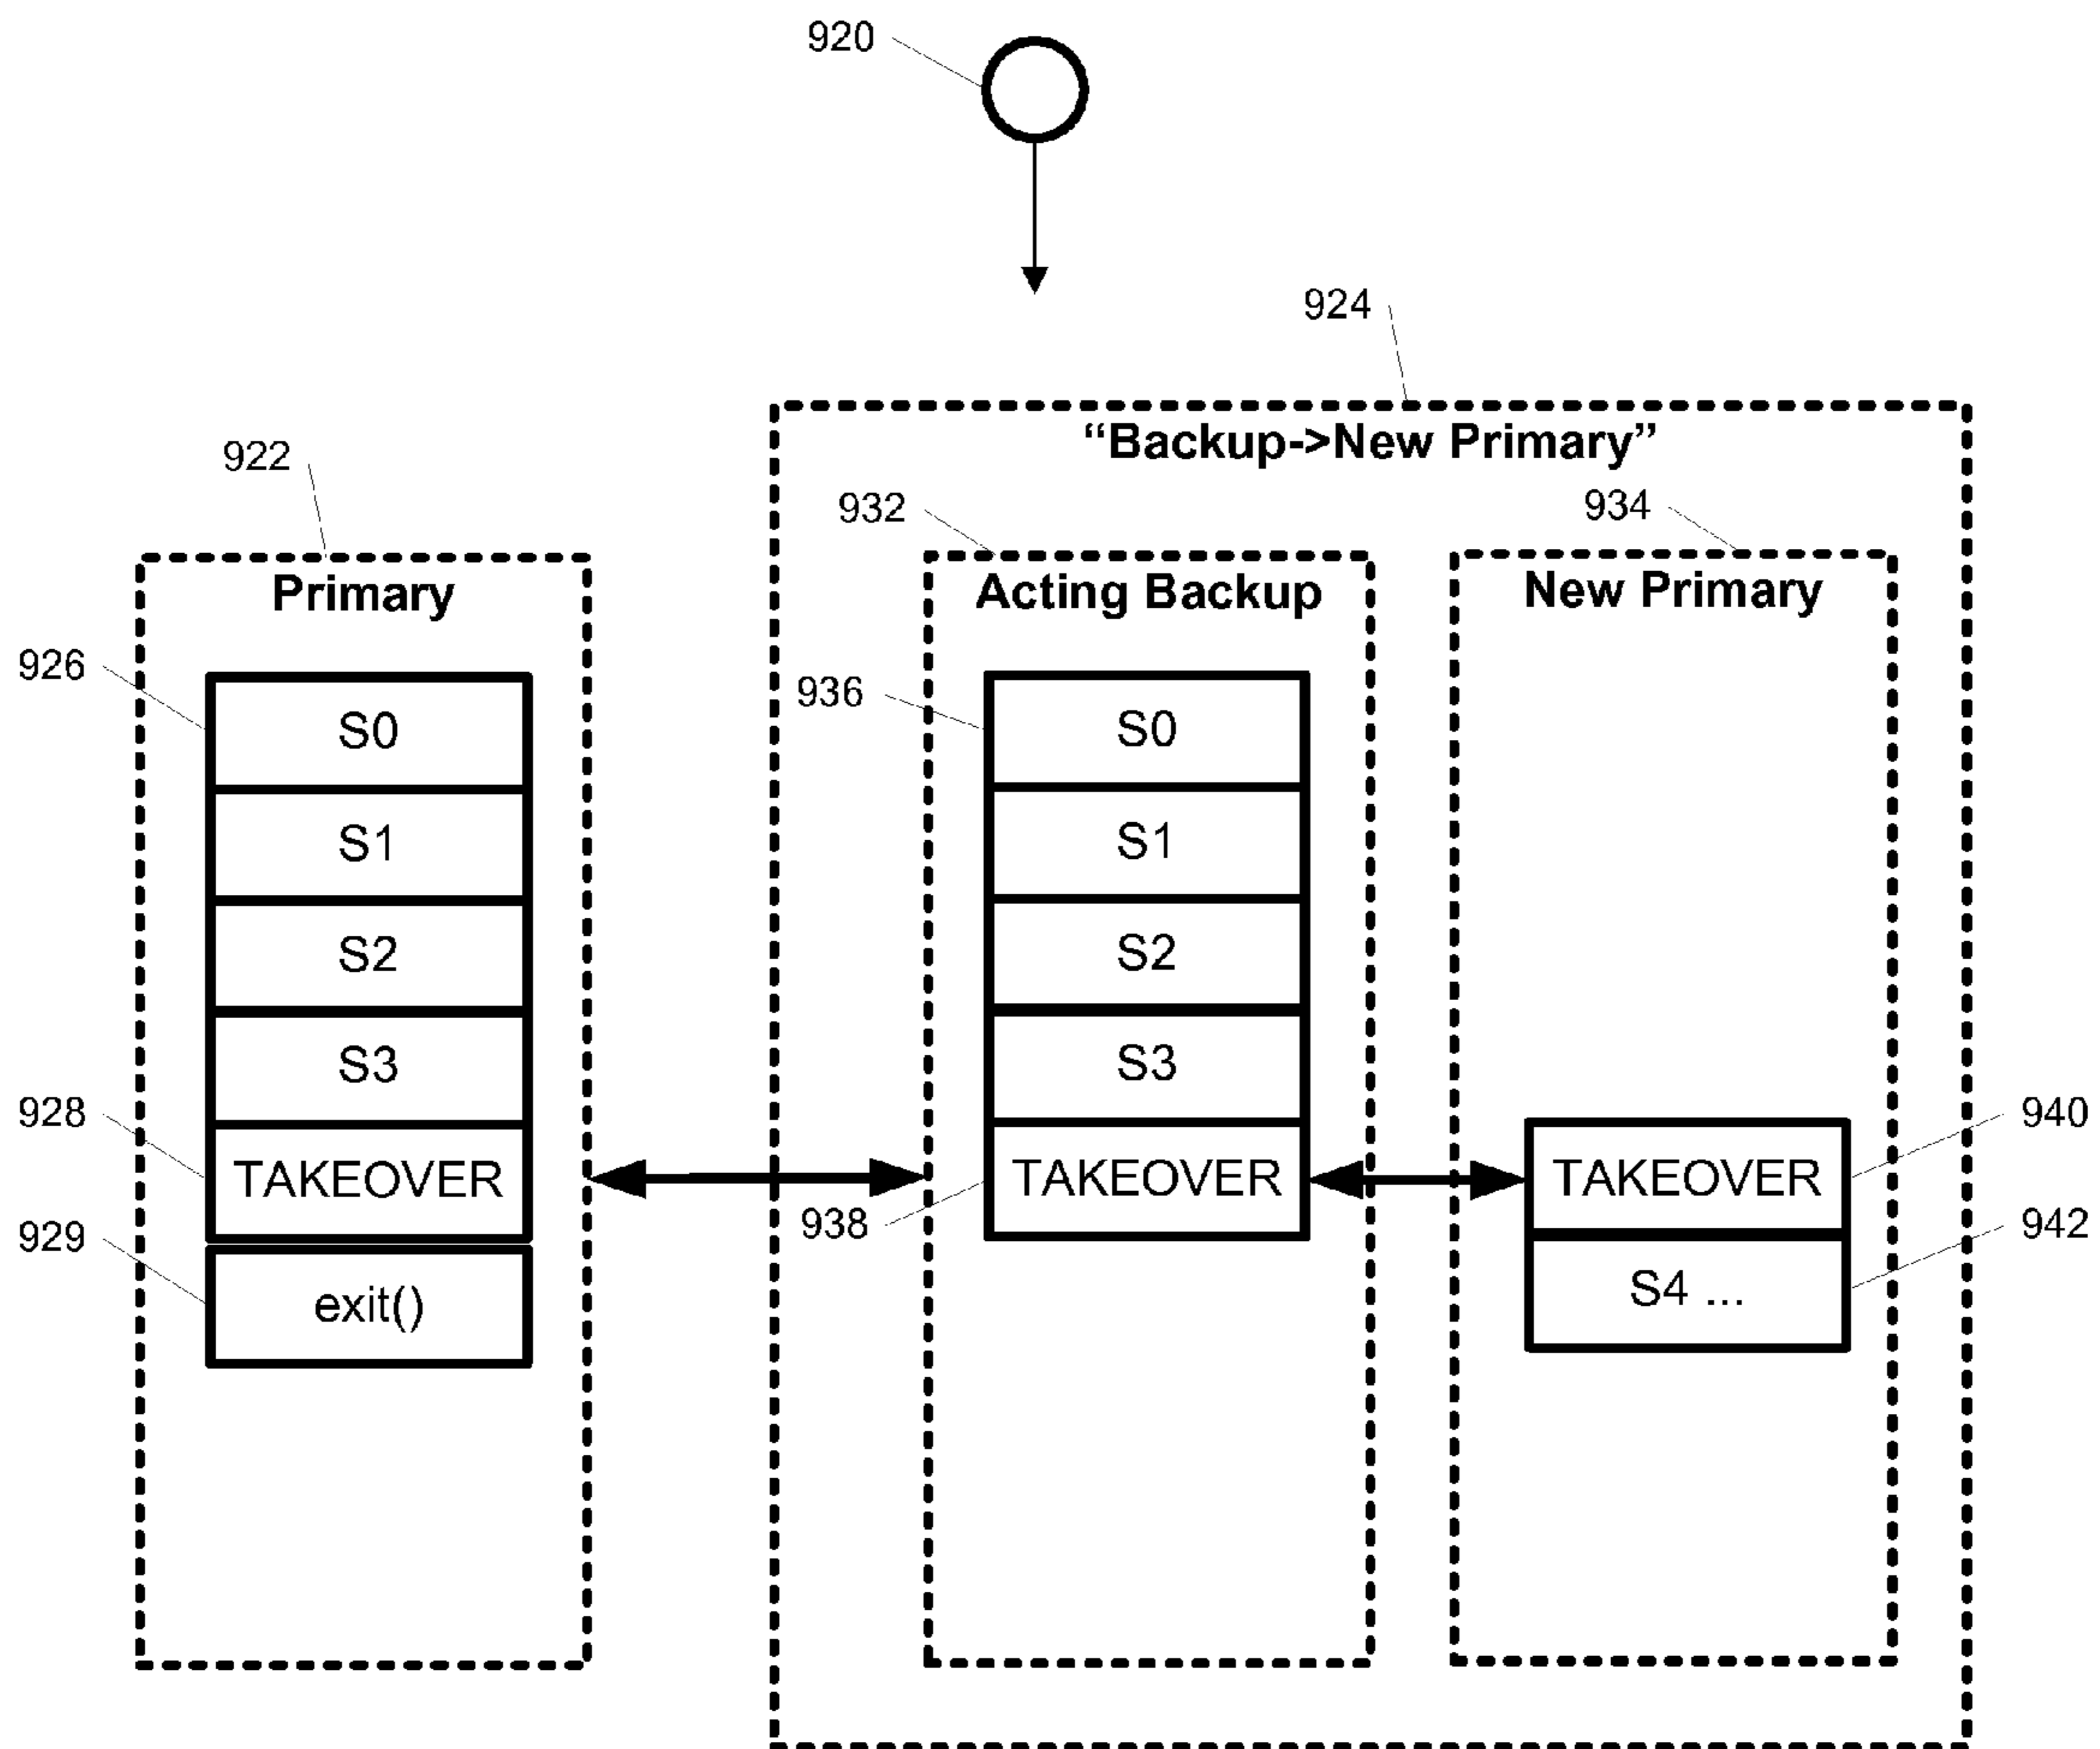 920
924
“Backup->New Primary”
922
932
934
Primary
Acting Backup
New Primary
926
S0
S1
S2
S3
928
TAKEOVER
929
exit()
936
S0
S1
S2
S3
TAKEOVER
938
TAKEOVER
940
S4 ...
942